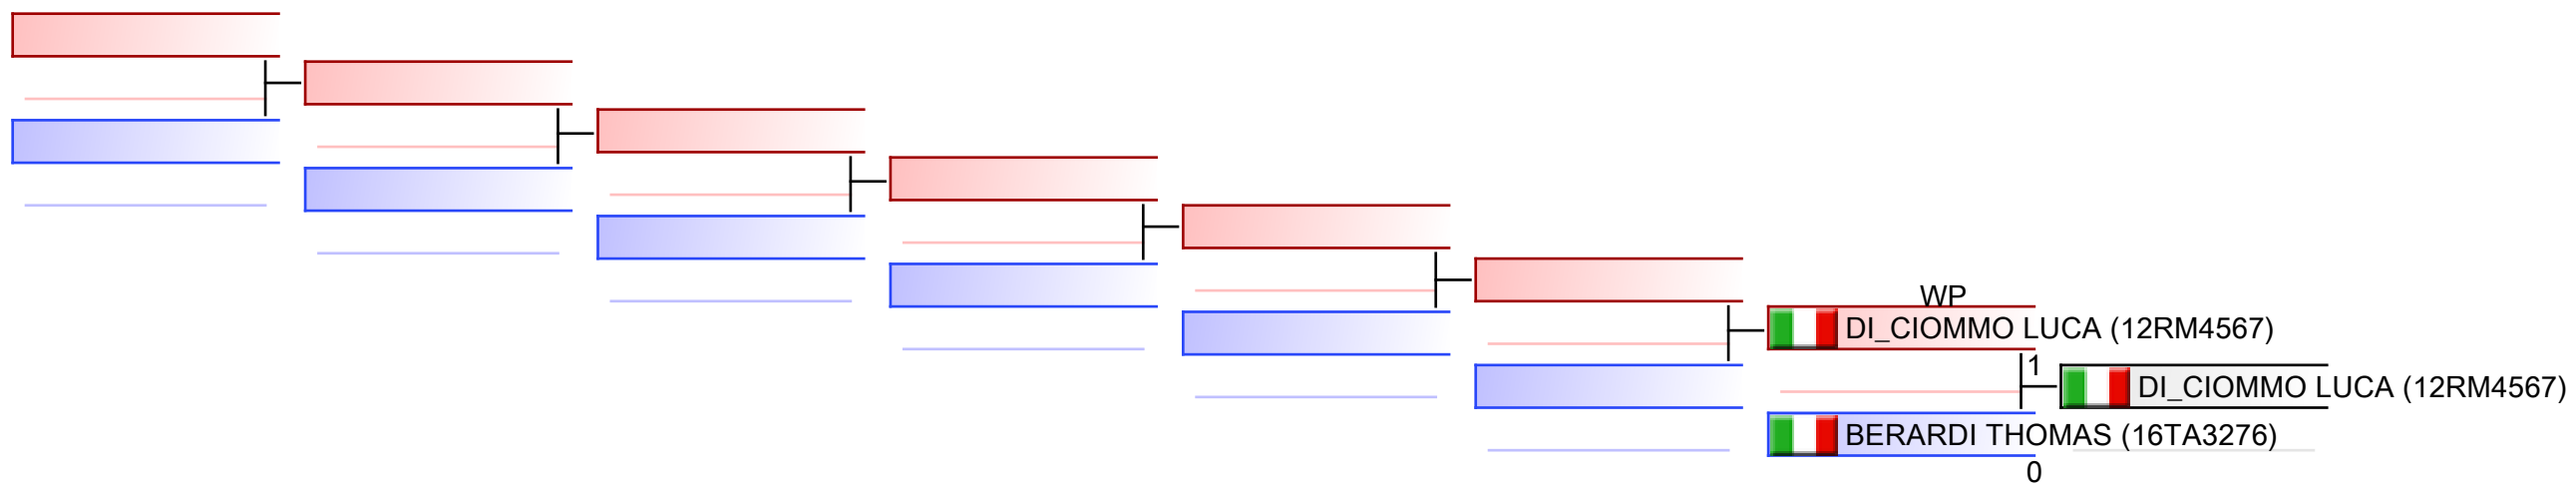 WP
DI_CIOMMO LUCA (12RM4567)
1
DI_CIOMMO LUCA (12RM4567)
BERARDI THOMAS (16TA3276)
0